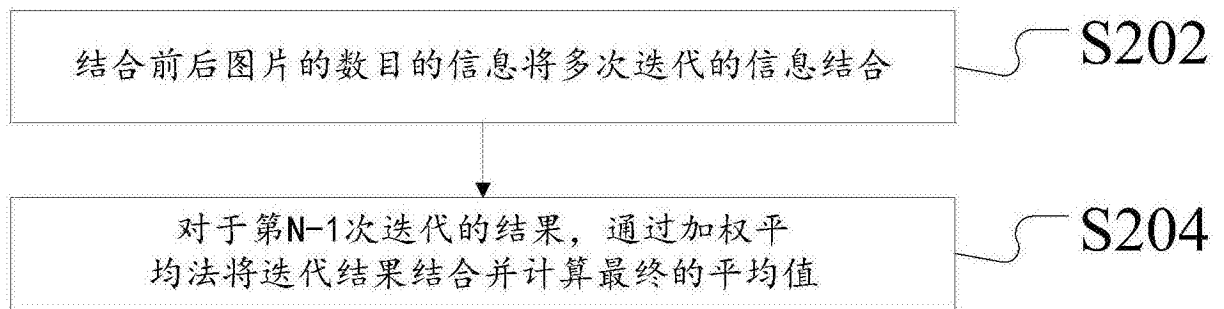 结合前后图片的数目的信息将多次迭代的信息结合
S202
对于第N-1次迭代的结果，通过加权平
均法将迭代结果结合并计算最终的平均值
S204